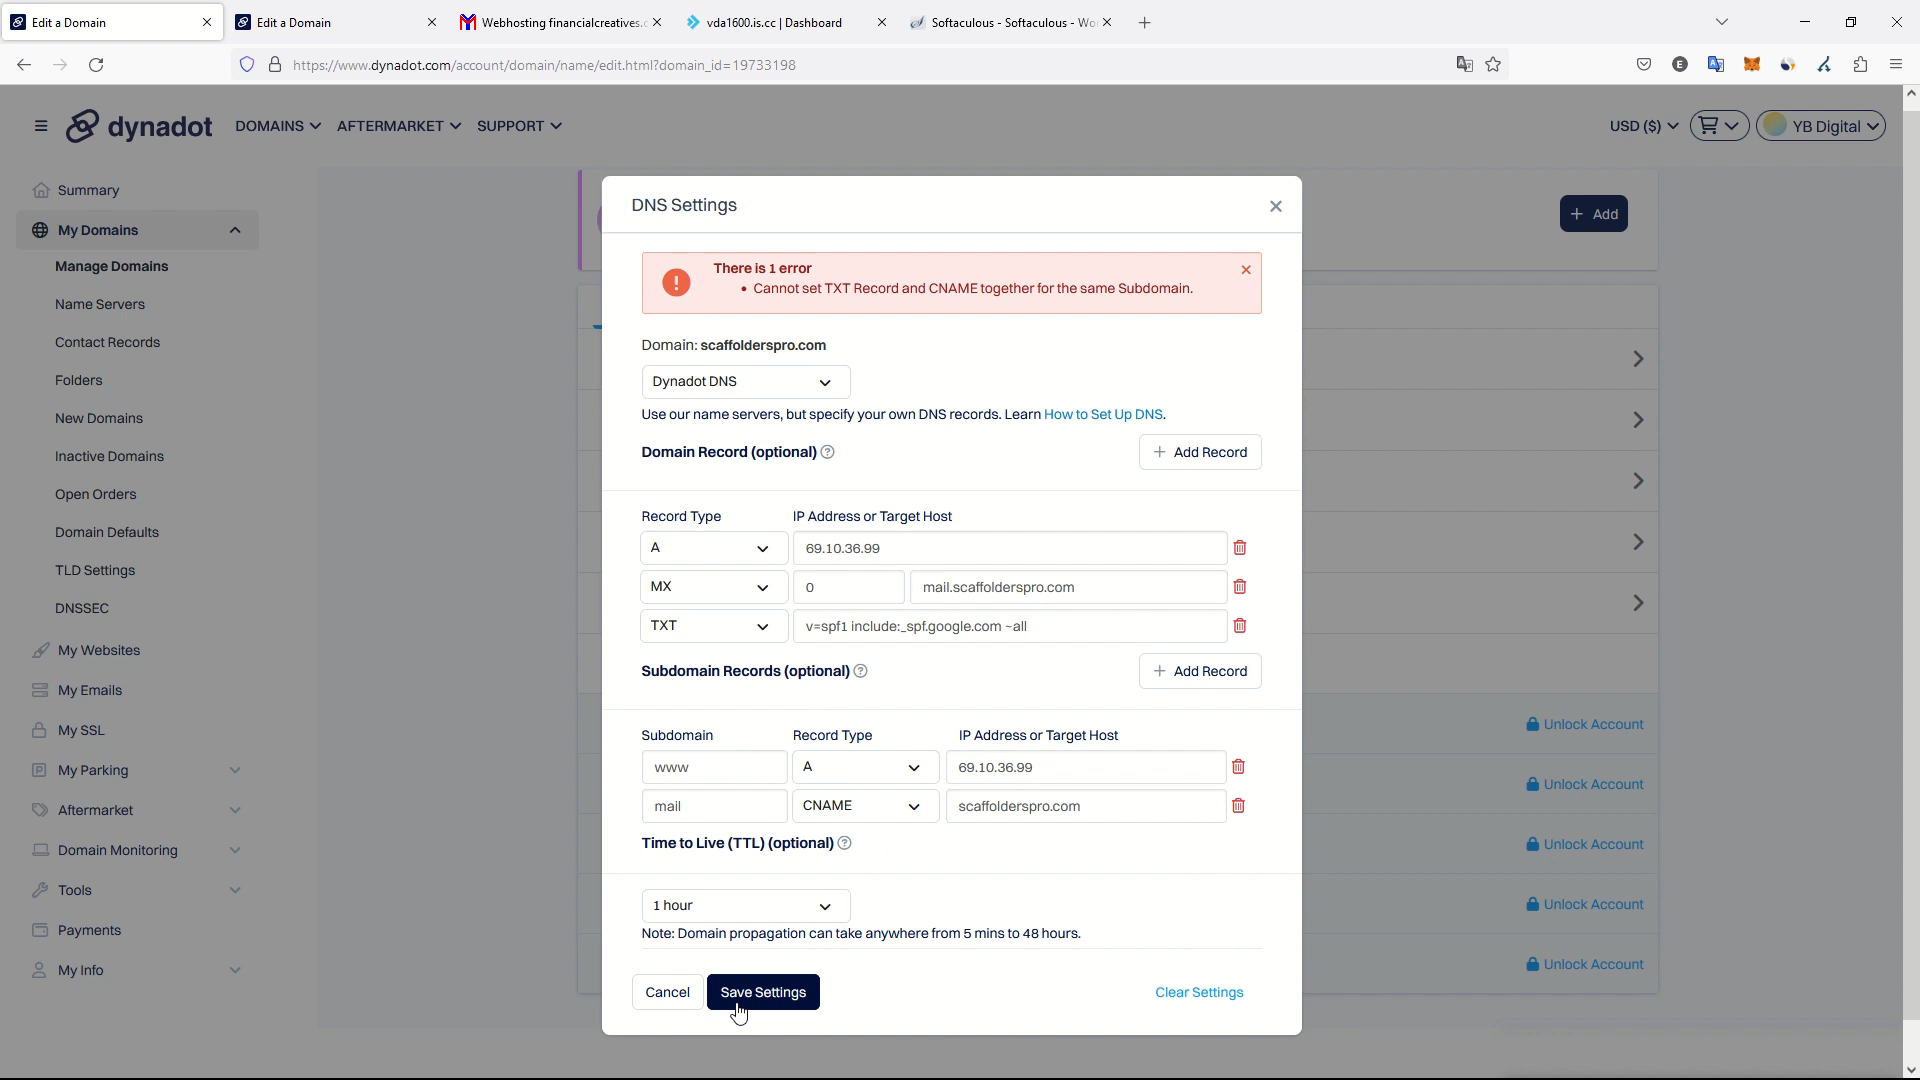 Edit a Domain
Edit a Domain
Webhosting financialcreatives.c
vda1600.is.cc | Dashboard
Softaculous - Softaculous - Wo
https://www.dynadot.com/account/domain/name/edit.html?domain_id=19733198
dynadot
DOMAINS
AFTERMARKET
SUPPORT
USD ($)
YB Digital
Summary
My Domains
Manage Domains
Name Servers
Contact Records
Folders
New Domains
Inactive Domains
Open Orders
Domain Defaults
TLD Settings
DNSSEC
My Websites
My Emails
My SSL
My Parking
Aftermarket
Domain Monitoring
Tools
Payments
My Info
+ Add
DNS Settings
There is 1 error
• Cannot set TXT Record and CNAME together for the same Subdomain.
Domain: scaffolderspro.com
Dynadot DNS
Use our name servers, but specify your own DNS records. Learn How to Set Up DNS.
Domain Record (optional) ?
+ Add Record
Record Type IP Address or Target Host
A 69.10.36.99
MX 0 mail.scaffolderspro.com
TXT v=spf1 include:_spf.google.com ~all
Subdomain Records (optional) ?
+ Add Record
Subdomain Record Type IP Address or Target Host
www A 69.10.36.99
mail CNAME scaffolderspro.com
Time to Live (TTL) (optional) ?
1 hour
Note: Domain propagation can take anywhere from 5 mins to 48 hours.
Cancel Save Settings Clear Settings
Unlock Account
Unlock Account
Unlock Account
Unlock Account
Unlock Account